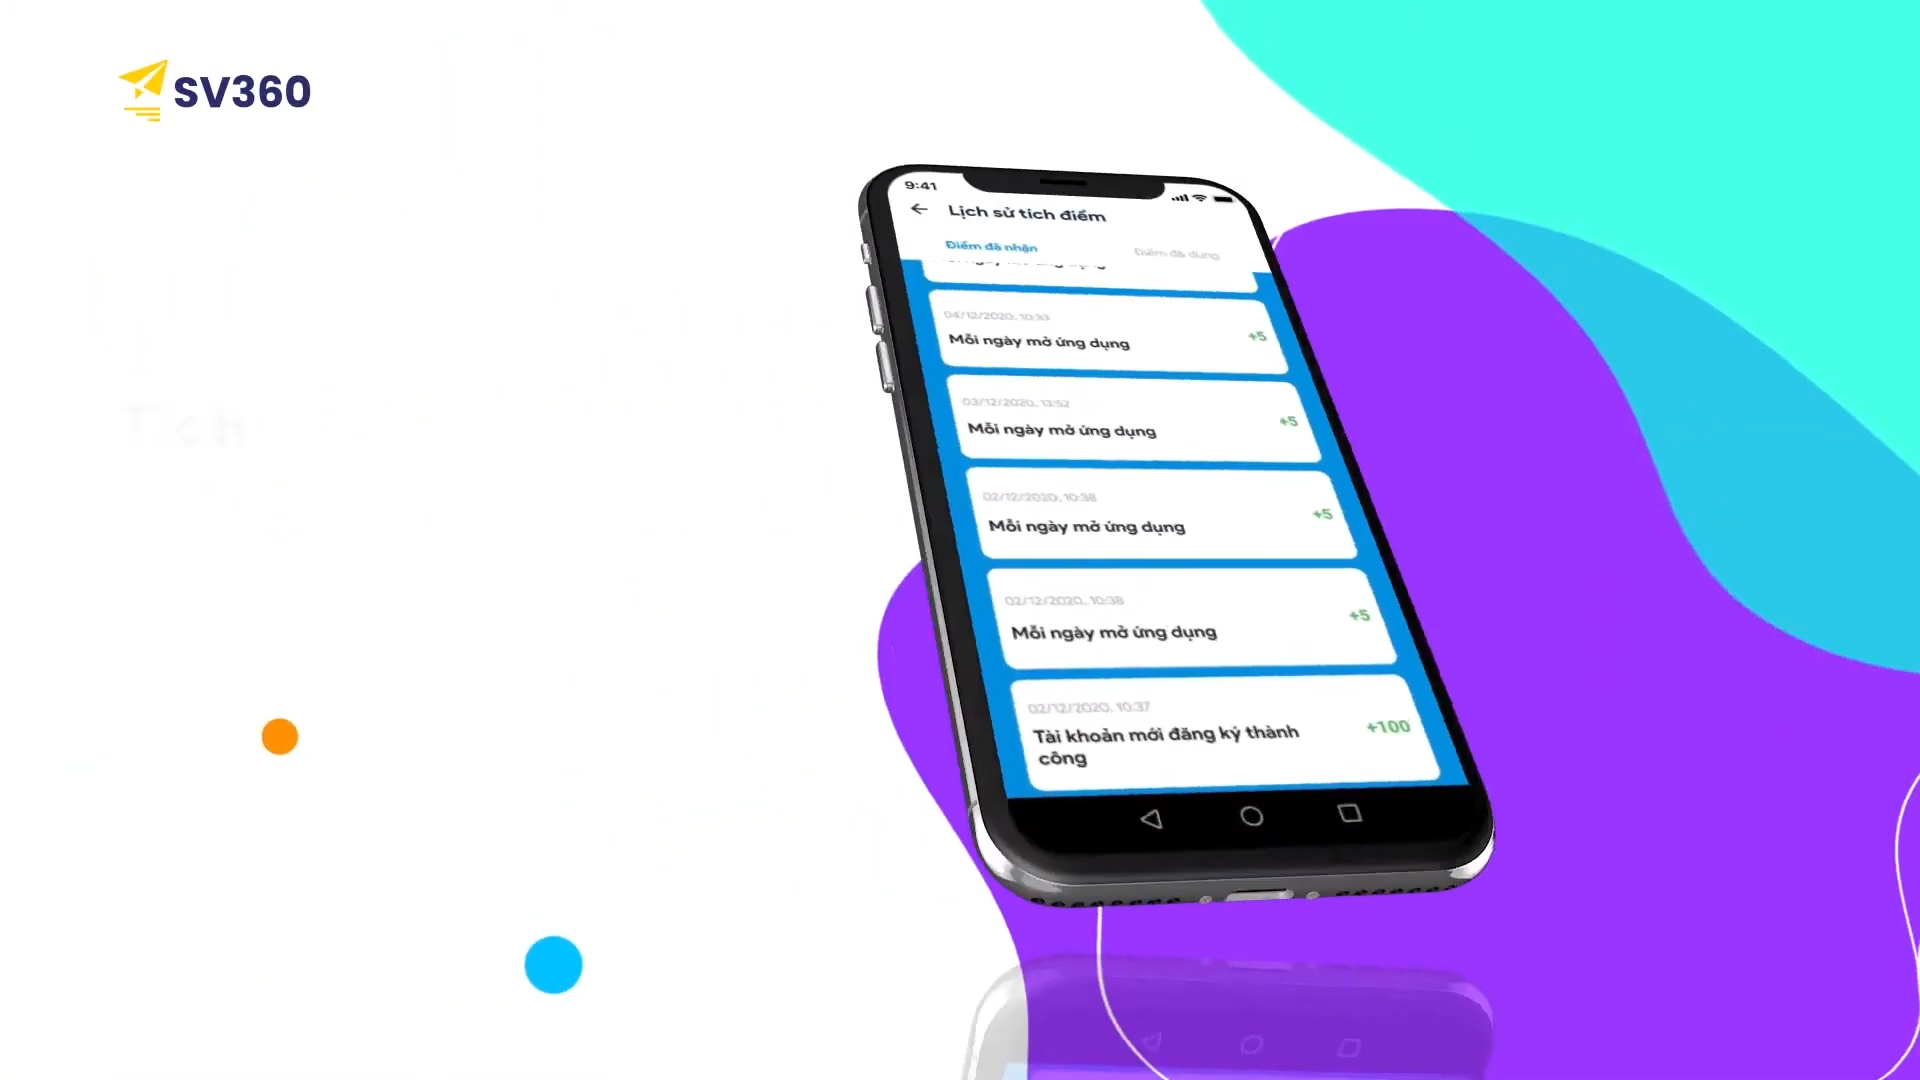 SV360
9:41
Lịch sử tích điểm
Điểm đã nhận
Điểm đã dùng
04/12/2020, 10:33
Mỗi ngày mở ứng dụng
+5
03/12/2020, 13:52
Mỗi ngày mở ứng dụng
+5
02/12/2020, 10:38
Mỗi ngày mở ứng dụng
+5
02/12/2020, 10:38
Mỗi ngày mở ứng dụng
+5
02/12/2020, 10:37
Tài khoản mới đăng ký thành
công
+100
Tích